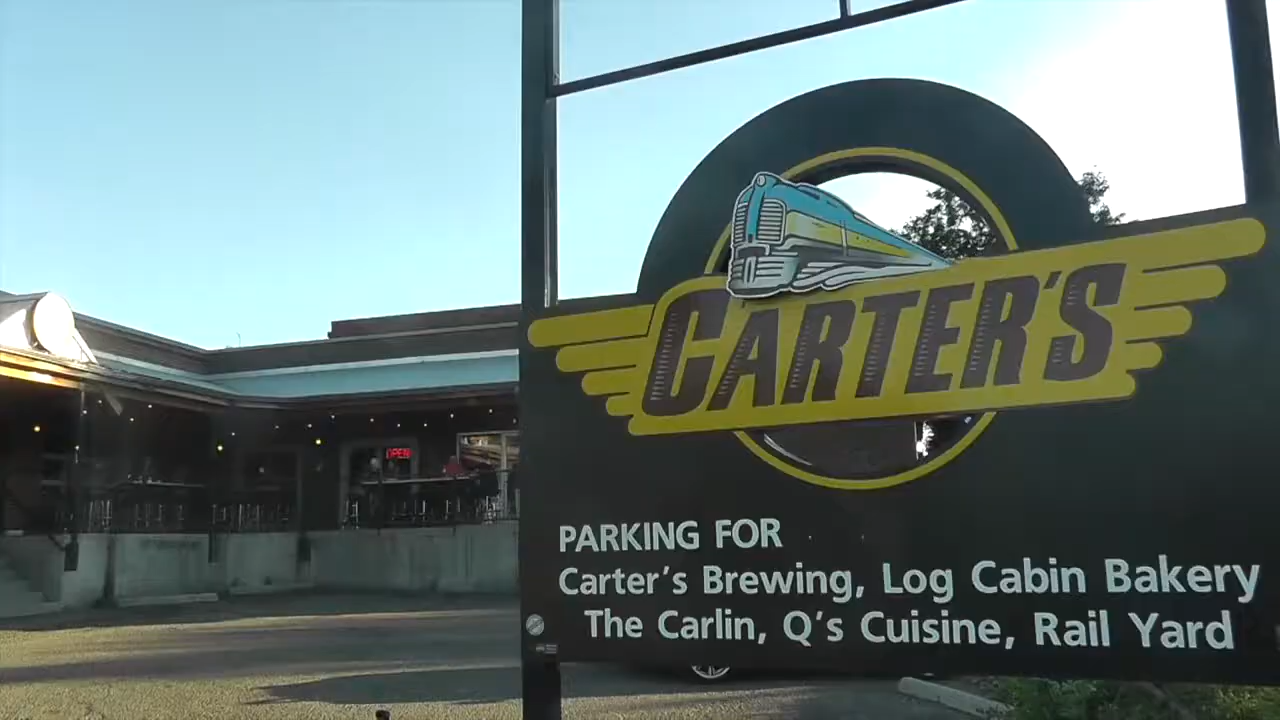 CARTER'S
OPEN
PARKING FOR
Carter's Brewing, Log Cabin Bakery
The Carlin, Q's Cuisine, Rail Yard